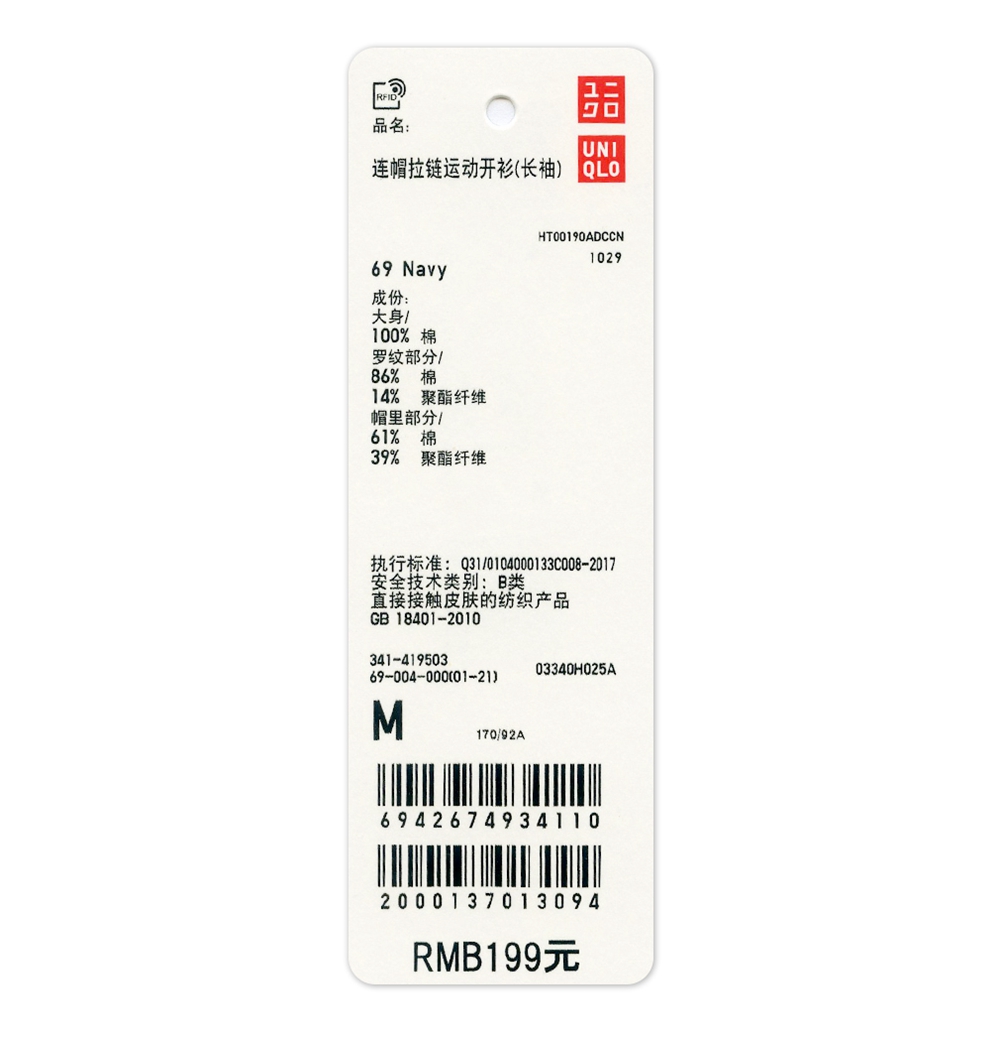 RFID
ユニ
クロ
品名:
UNI
QLO
连帽拉链运动开衫(长袖)
HT00190ADCCN
1029
69 Navy
成份:
大身/
100% 棉
罗纹部分/
86% 棉
14% 聚酯纤维
帽里部分/
61% 棉
39% 聚酯纤维
执行标准: Q31/0104000133C008-2017
安全技术类别: B类
直接接触皮肤的纺织产品
GB 18401-2010
341-419503
69-004-000(01-21)
03340H025A
M
170/92A
6942674934110
2000137013094
RMB199元